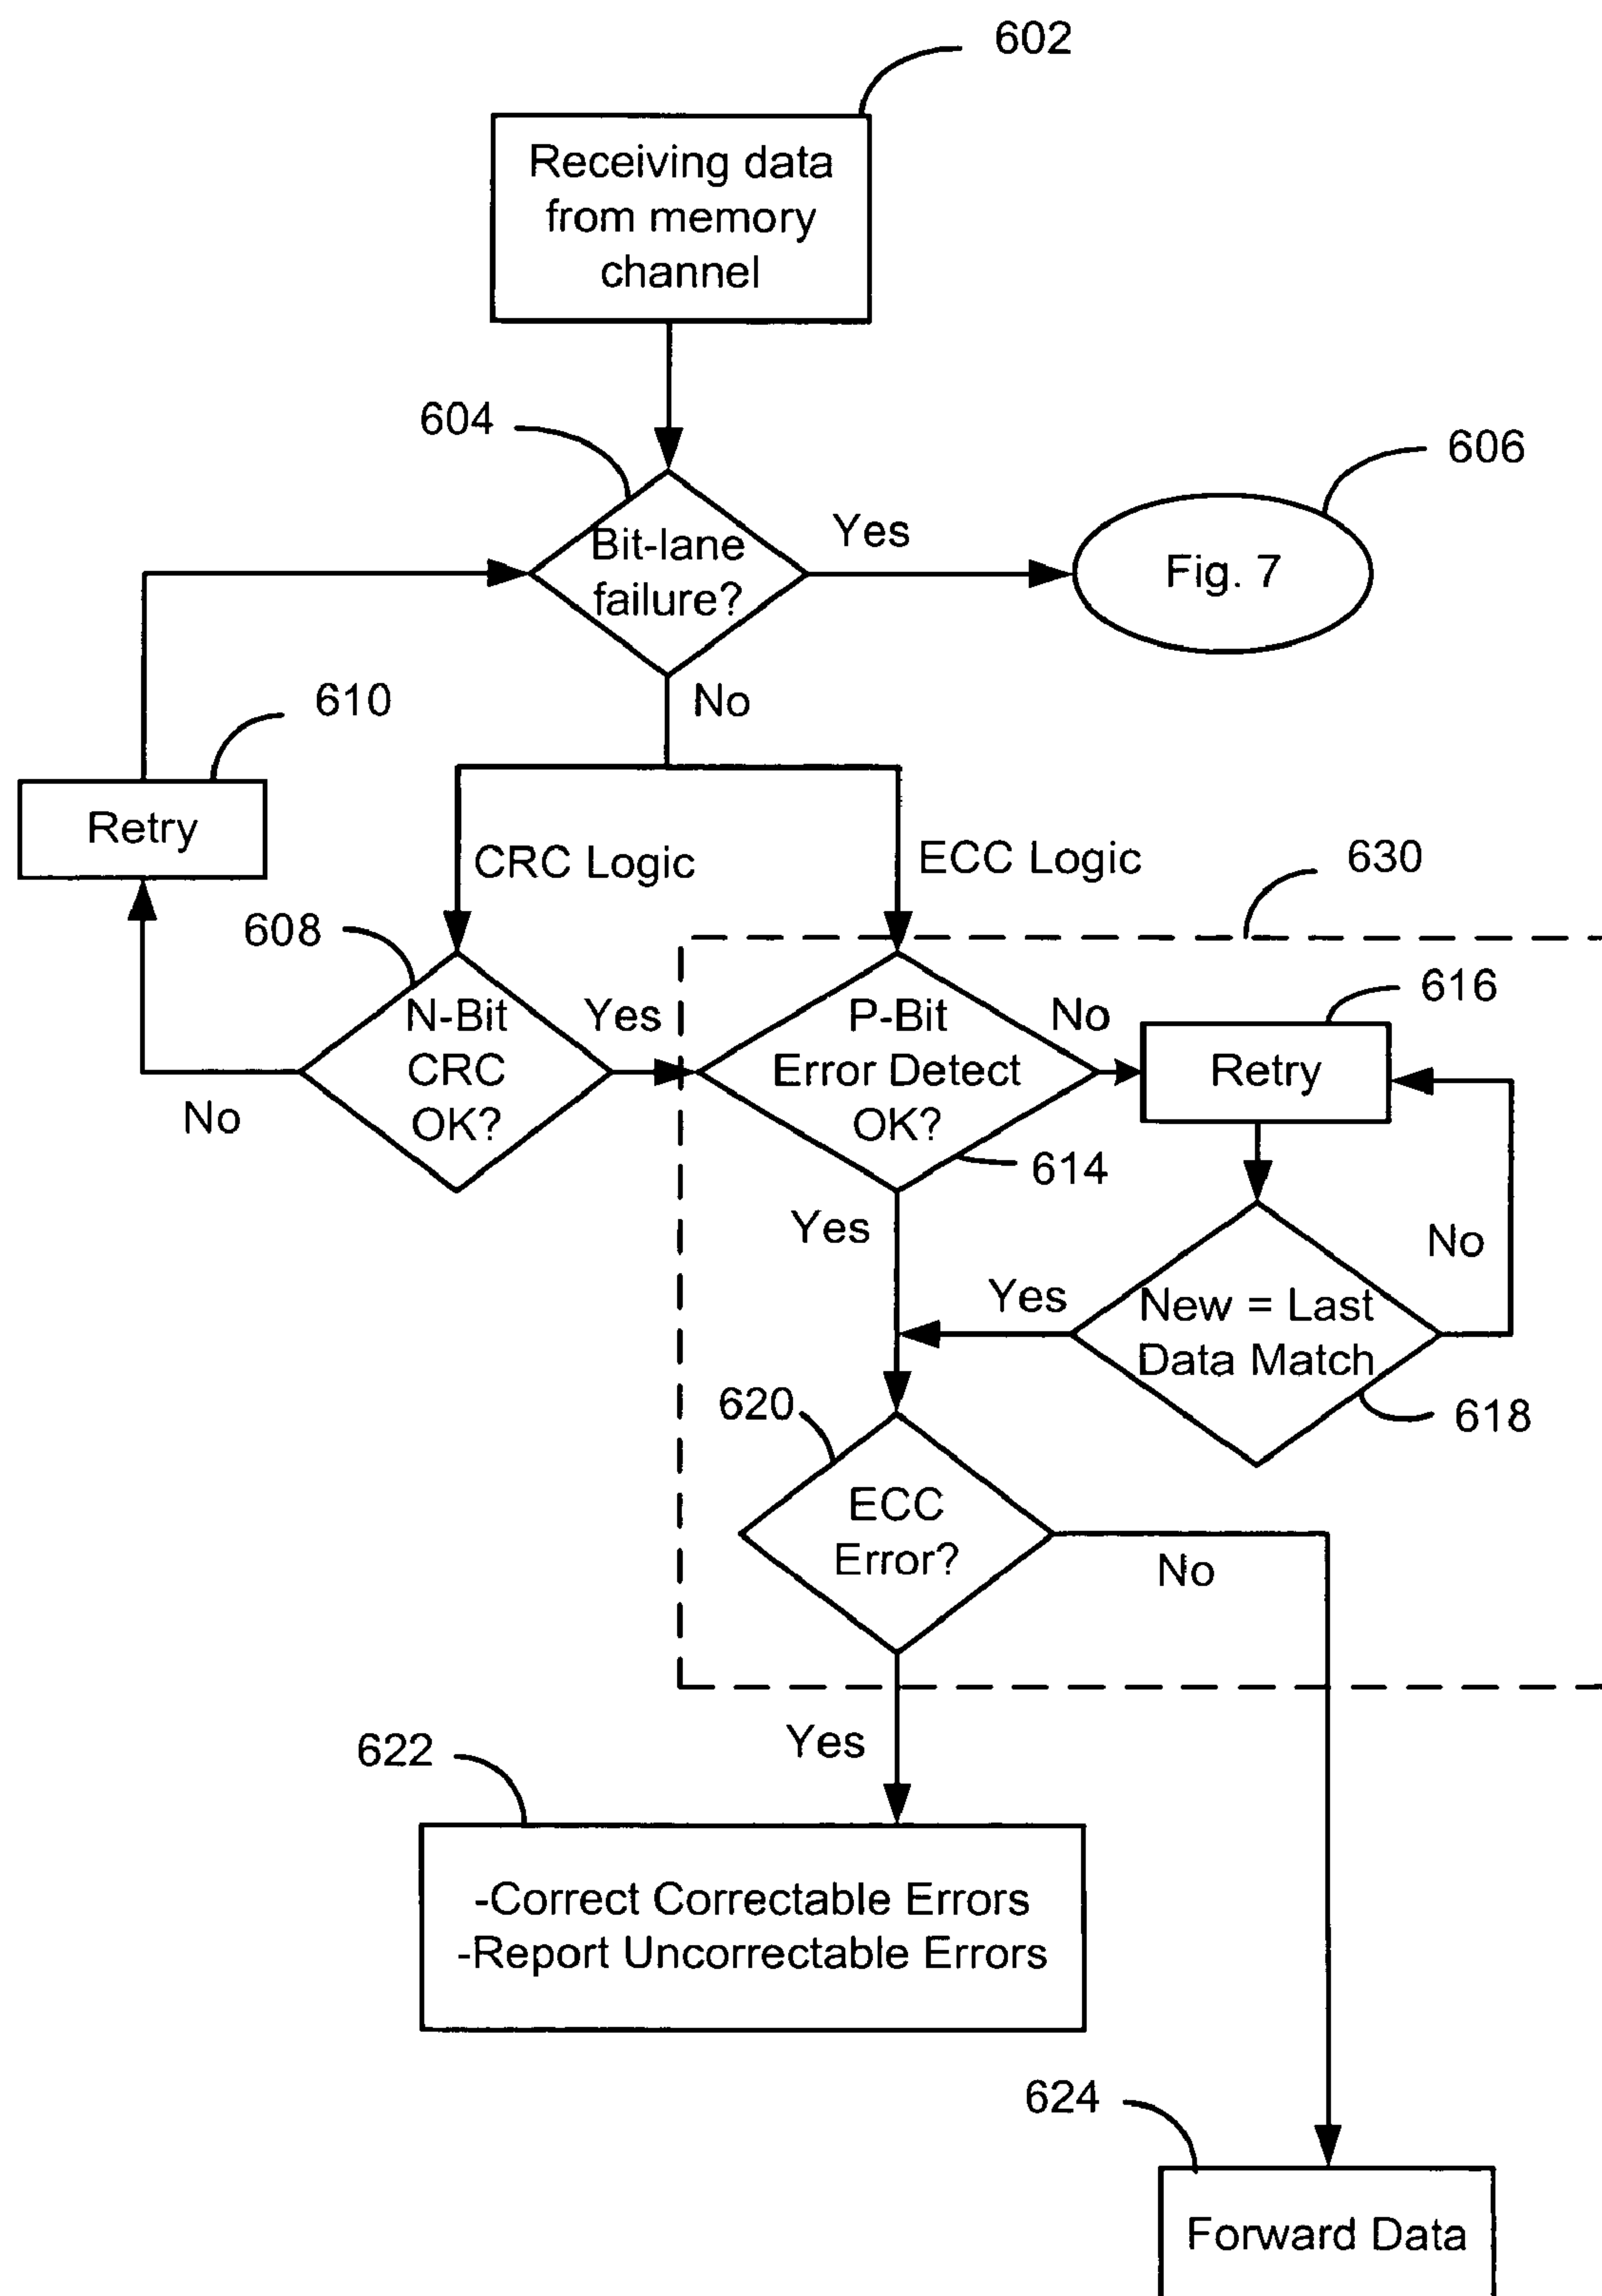 602
Receiving data
from memory
channel
604
606
Bit-lane
failure?
Yes
Fig. 7
No
610
Retry
CRC Logic
ECC Logic
630
608
N-Bit
CRC
OK?
Yes
No
P-Bit
Error Detect
OK?
No
616
Retry
614
Yes
New = Last
Data Match
Yes
No
618
620
ECC
Error?
No
Yes
622
-Correct Correctable Errors
-Report Uncorrectable Errors
624
Forward Data